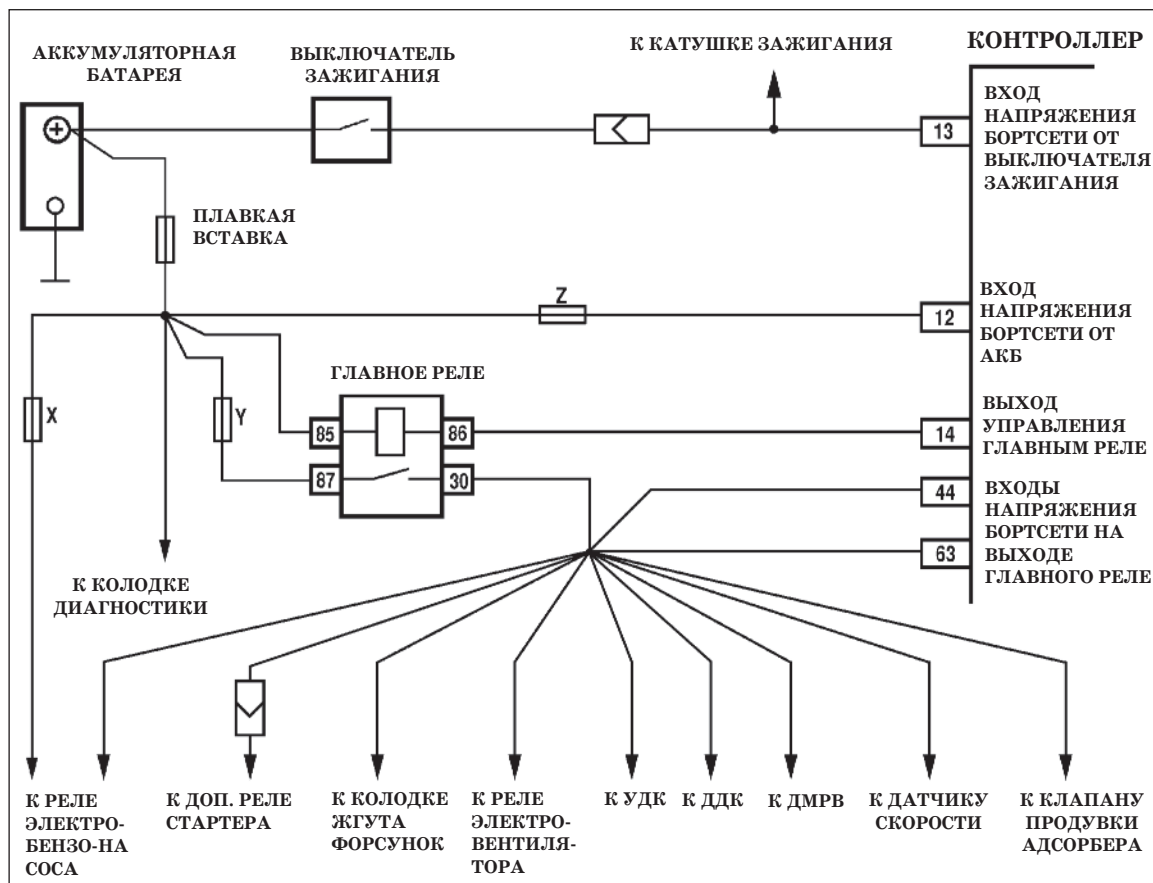 АККУМУЛЯТОРНАЯ
БАТАРЕЯ
ВЫКЛЮЧАТЕЛЬ
ЗАЖИГАНИЯ
К КАТУШКЕ ЗАЖИГАНИЯ
КОНТРОЛЛЕР
13
ВХОД
НАПРЯЖЕНИЯ
БОРТСЕТИ ОТ
ВЫКЛЮЧАТЕЛЯ
ЗАЖИГАНИЯ
+
ПЛАВКАЯ
ВСТАВКА
Z
12
ВХОД
НАПРЯЖЕНИЯ
БОРТСЕТИ ОТ
АКБ
ГЛАВНОЕ РЕЛЕ
X
Y
85
86
87
30
14
ВЫХОД
УПРАВЛЕНИЯ
ГЛАВНЫМ РЕЛЕ
44
63
ВХОДЫ
НАПРЯЖЕНИЯ
БОРТСЕТИ НА
ВЫХОДЕ
ГЛАВНОГО РЕЛЕ
К КОЛОДКЕ
ДИАГНОСТИКИ
К РЕЛЕ
ЭЛЕКТРО-
БЕНЗО-НА
СОСА
К ДОП. РЕЛЕ
СТАРТЕРА
К КОЛОДКЕ
ЖГУТА
ФОРСУНОК
К РЕЛЕ
ЭЛЕКТРО-
ВЕНТИЛЯ-
ТОРА
К УДК
К ДДК
К ДМРВ
К ДАТЧИКУ
СКОРОСТИ
К КЛАПАНУ
ПРОДУВКИ
АДСОРБЕРА